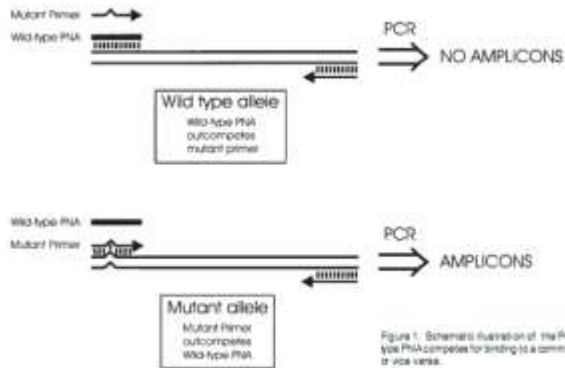 Mutant Primer
Wild-type PNA
PCR
NO AMPLICONS
Wild type allele
Wild-type PNA
outcompetes
mutant primer
Wild-type PNA
Mutant Primer
PCR
AMPLICONS
Mutant allele
Mutant Primer
outcompetes
Wild-type PNA
Figure 1. Schematic illustration of the P
type PNA competes for binding to a comm
or vice versa.